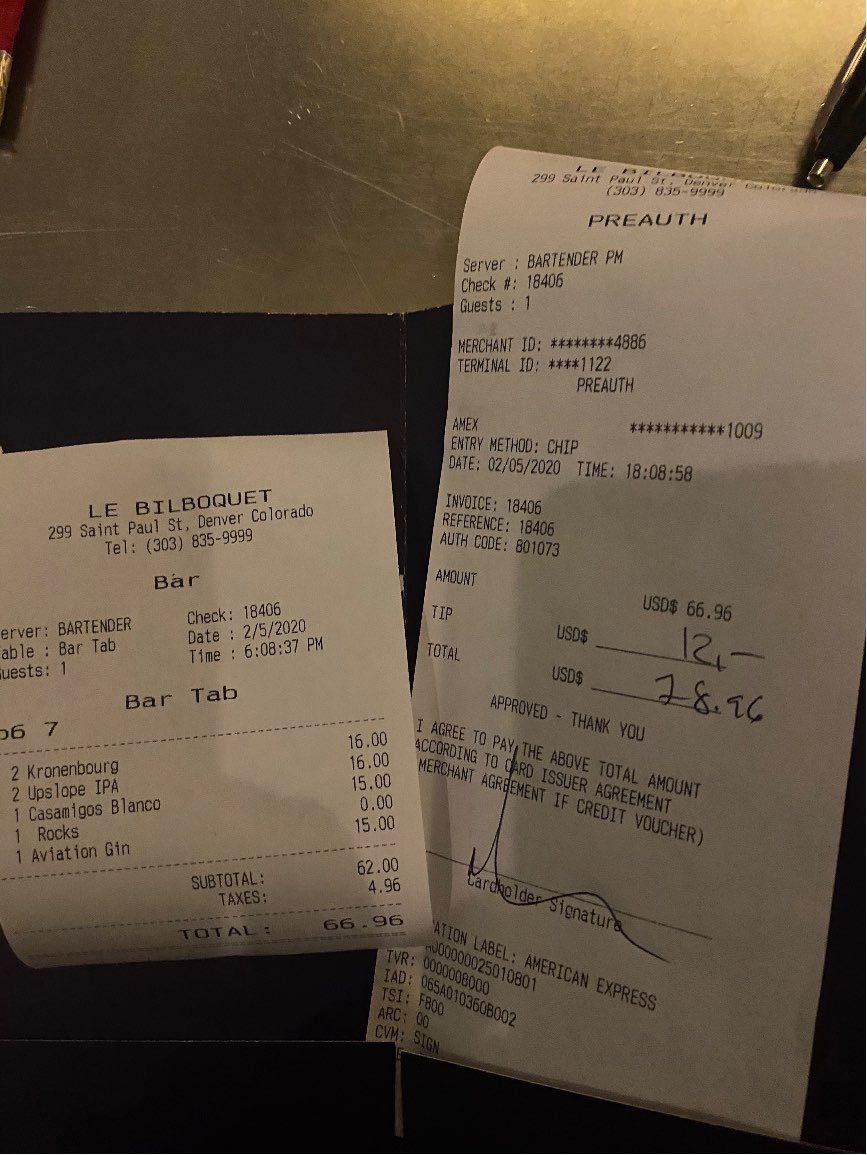 LE BILBOQUET
299 Saint Paul St, Denver Colorado
Tel: (303) 835-9999
Bar
erver: BARTENDER Check: 18406
able : Bar Tab Date : 2/5/2020
uests: 1 Time : 6:08:37 PM
Bar Tab
06 7
2 Kronenbourg 16.00
2 Upslope IPA 16.00
1 Casamigos Blanco 15.00
1 Rocks 0.00
1 Aviation Gin 15.00
SUBTOTAL: 62.00
TAXES: 4.96
TOTAL: 66.96
LE BILBOQU
299 Saint Paul St, Denver Colorado
(303) 835-9999
PREAUTH
Server : BARTENDER PM
Check #: 18406
Guests : 1
MERCHANT ID: ********4886
TERMINAL ID: ****1122
PREAUTH
AMEX ***********1009
ENTRY METHOD: CHIP
DATE: 02/05/2020 TIME: 18:08:58
INVOICE: 18406
REFERENCE: 18406
AUTH CODE: 801073
AMOUNT USD$ 66.96
TIP USD$ 12,-
TOTAL USD$ 78.96
APPROVED - THANK YOU
I AGREE TO PAY THE ABOVE TOTAL AMOUNT
ACCORDING TO CARD ISSUER AGREEMENT
MERCHANT AGREEMENT IF CREDIT VOUCHER)
Cardholder Signature
ATION LABEL: AMERICAN EXPRESS
A00000025010801
TVR: 0000008000
IAD: 065A010360B002
TSI: F800
ARC: 00
CVM: SIGN